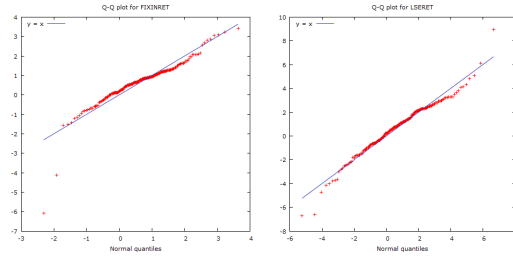 Q-Q plot for FIXINRET
y = x
4
3
2
1
0
-1
-2
-3
-4
-5
-6
-7
-3 -2 -1 0 1 2 3 4
Normal quantiles
Q-Q plot for LSERET
y = x
10
8
6
4
2
0
-2
-4
-6
-8
-6 -4 -2 0 2 4 6
Normal quantiles